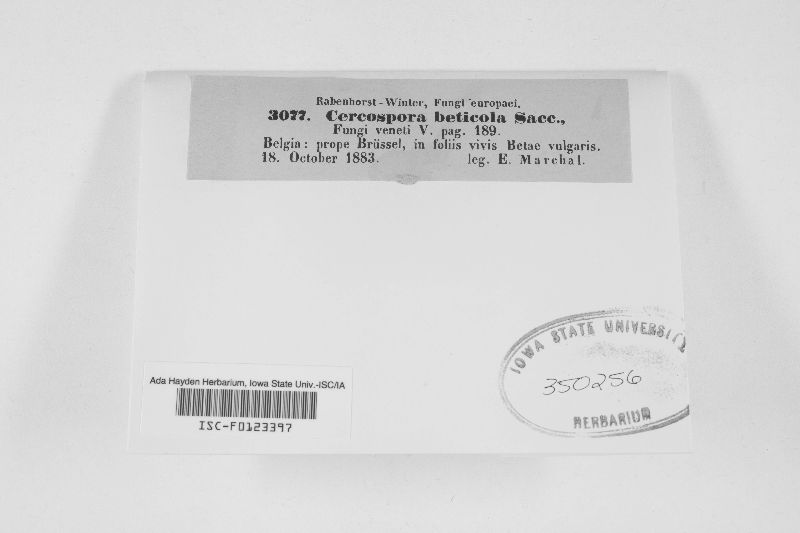 Rabenhorst-Winter, Fungi europaei.
3077. Cercospora beticola Sacc.,
Fungi veneti V. pag. 189.
Belgia: prope Brüssel, in foliis vivis Betae vulgaris.
18. October 1883. leg. E. Marchal.
IOWA STATE UNIVERSITY
350256
HERBARIUM
Ada Hayden Herbarium, Iowa State Univ.-ISC/IA
ISC-F0123397